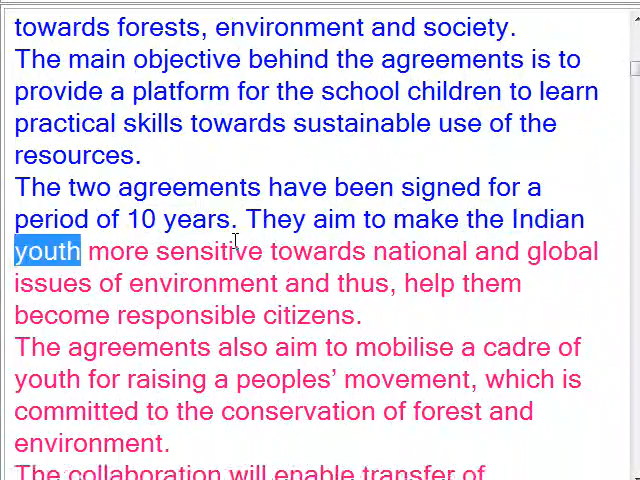 towards forests, environment and society.
The main objective behind the agreements is to
provide a platform for the school children to learn
practical skills towards sustainable use of the
resources.
The two agreements have been signed for a
period of 10 years. They aim to make the Indian
youth more sensitive towards national and global
issues of environment and thus, help them
become responsible citizens.
The agreements also aim to mobilise a cadre of
youth for raising a peoples’ movement, which is
committed to the conservation of forest and
environment.
The collaboration will enable transfer of